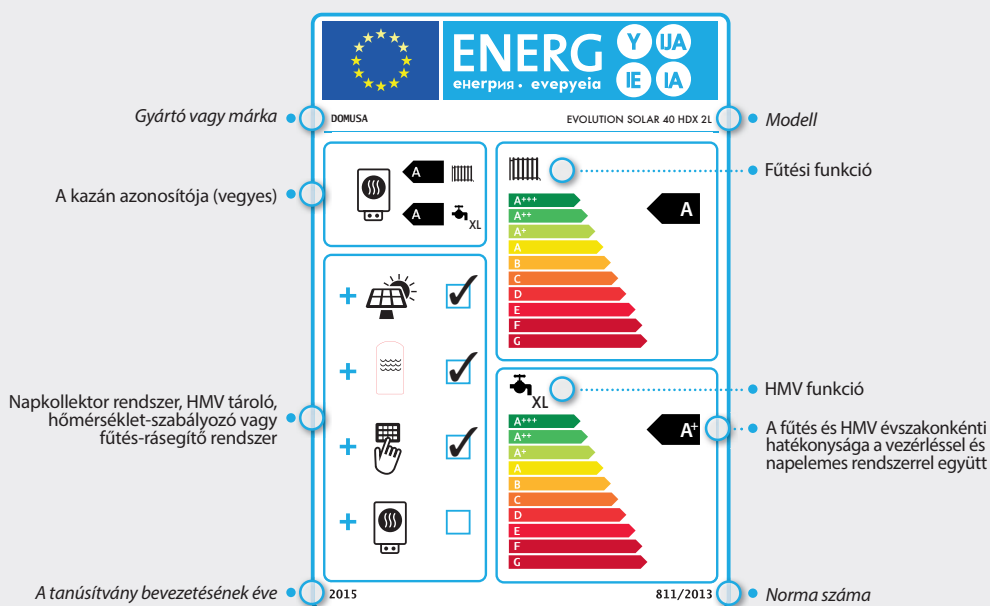 ENERG
Y IJA
IE IA
енергия · ενεργεια
Gyártó vagy márka
DOMUSA
EVOLUTION SOLAR 40 HDX 2L
Modell
A kazán azonosítója (vegyes)
A
A
XL
Fűtési funkció
A+++
A++
A+
A
B
C
D
E
F
G
A
Napkollektor rendszer, HMV tároló,
hőmérséklet-szabályozó vagy
fűtés-rásegítő rendszer
+
+
+
+
XL
HMV funkció
A+++
A++
A+
A
B
C
D
E
F
G
A+
A fűtés és HMV évszakonkénti
hatékonysága a vezérléssel és
napelemes rendszerrel együtt
A tanúsítvány bevezetésének éve
2015
811/2013
Norma száma